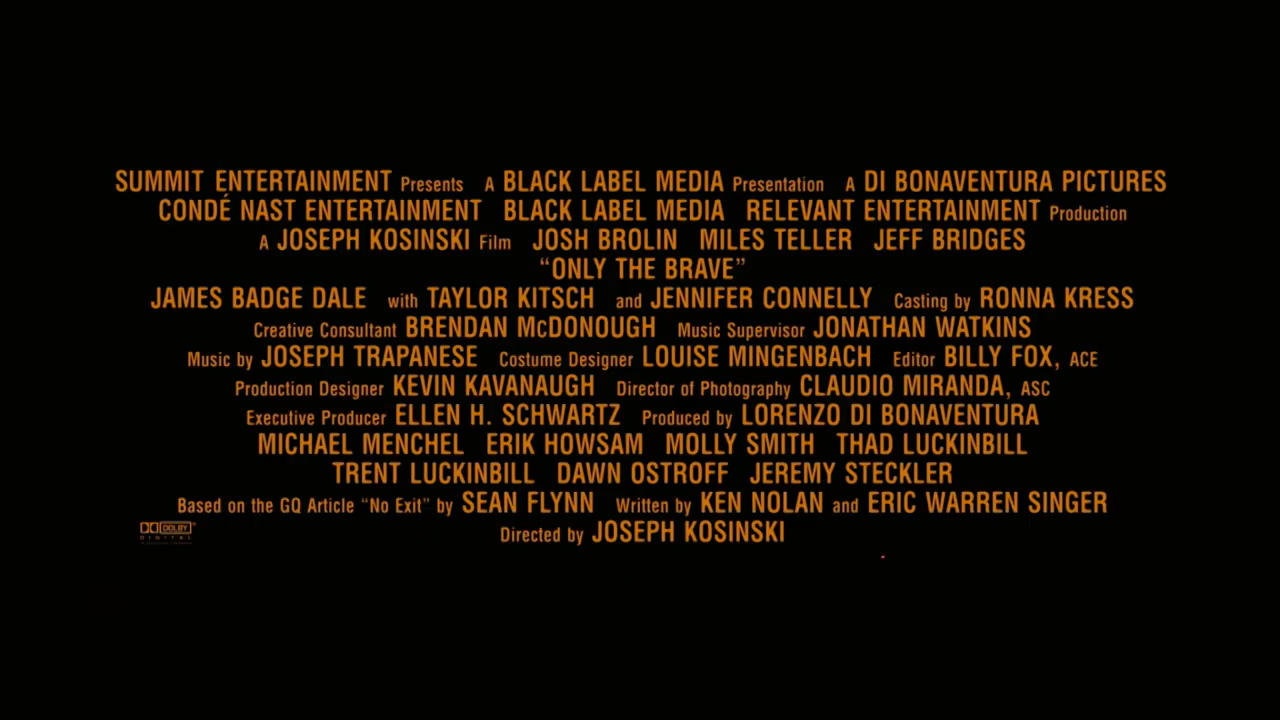 SUMMIT ENTERTAINMENT Presents A BLACK LABEL MEDIA Presentation A DI BONAVENTURA PICTURES
CONDÉ NAST ENTERTAINMENT BLACK LABEL MEDIA RELEVANT ENTERTAINMENT Production
A JOSEPH KOSINSKI Film JOSH BROLIN MILES TELLER JEFF BRIDGES
“ONLY THE BRAVE”
JAMES BADGE DALE with TAYLOR KITSCH and JENNIFER CONNELLY Casting by RONNA KRESS
Creative Consultant BRENDAN McDONOUGH Music Supervisor JONATHAN WATKINS
Music by JOSEPH TRAPANESE Costume Designer LOUISE MINGENBACH Editor BILLY FOX, ACE
Production Designer KEVIN KAVANAUGH Director of Photography CLAUDIO MIRANDA, ASC
Executive Producer ELLEN H. SCHWARTZ Produced by LORENZO DI BONAVENTURA
MICHAEL MENCHEL ERIK HOWSAM MOLLY SMITH THAD LUCKINBILL
TRENT LUCKINBILL DAWN OSTROFF JEREMY STECKLER
Based on the GQ Article “No Exit” by SEAN FLYNN Written by KEN NOLAN and ERIC WARREN SINGER
Directed by JOSEPH KOSINSKI
DOLBY
DIGITAL